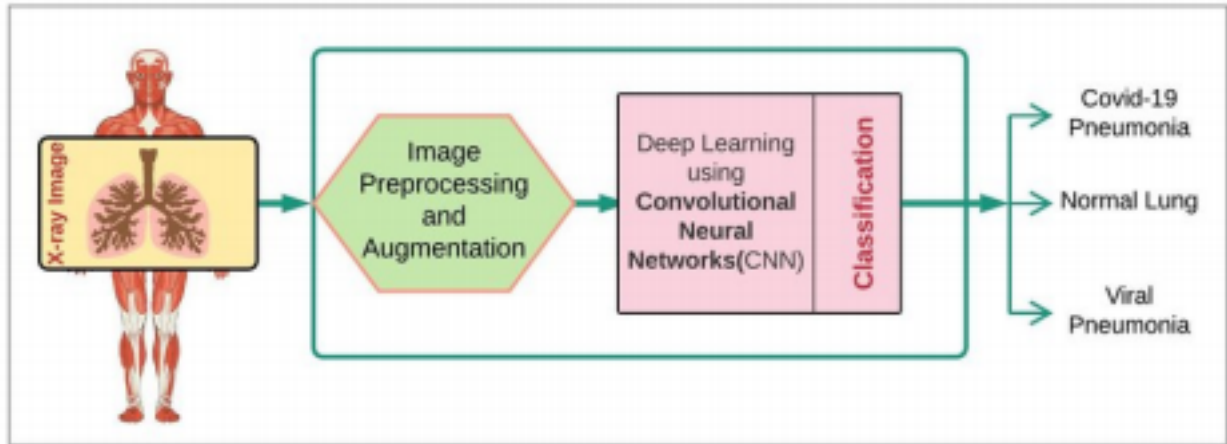 X-ray Image
Image
Preprocessing
and
Augmentation
Deep Learning
using
Convolutional
Neural
Networks(CNN)
Classification
Covid-19
Pneumonia
Normal Lung
Viral
Pneumonia